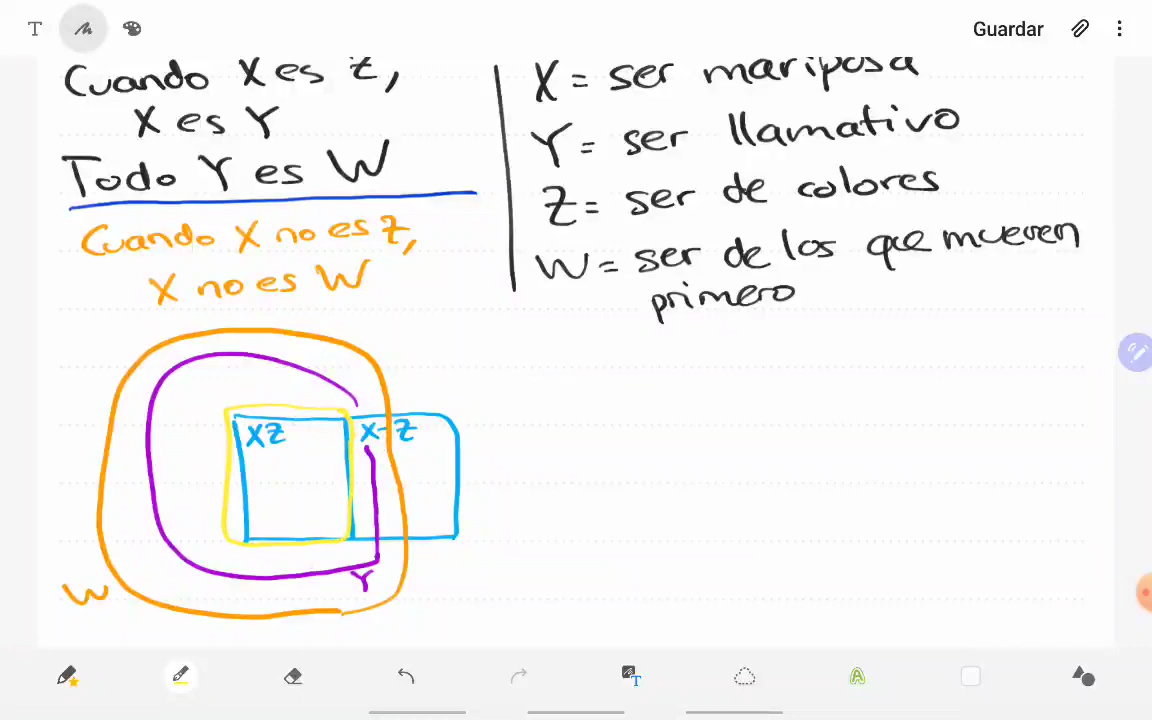 T
Guardar
Cuando X es Z,
X es Y
Todo Y es W
Cuando X no es Z,
X no es W
X = ser mariposa
Y = ser llamativo
Z = ser de colores
W = ser de los que mueven
primero
XZ
X-Z
Y
W
T
A